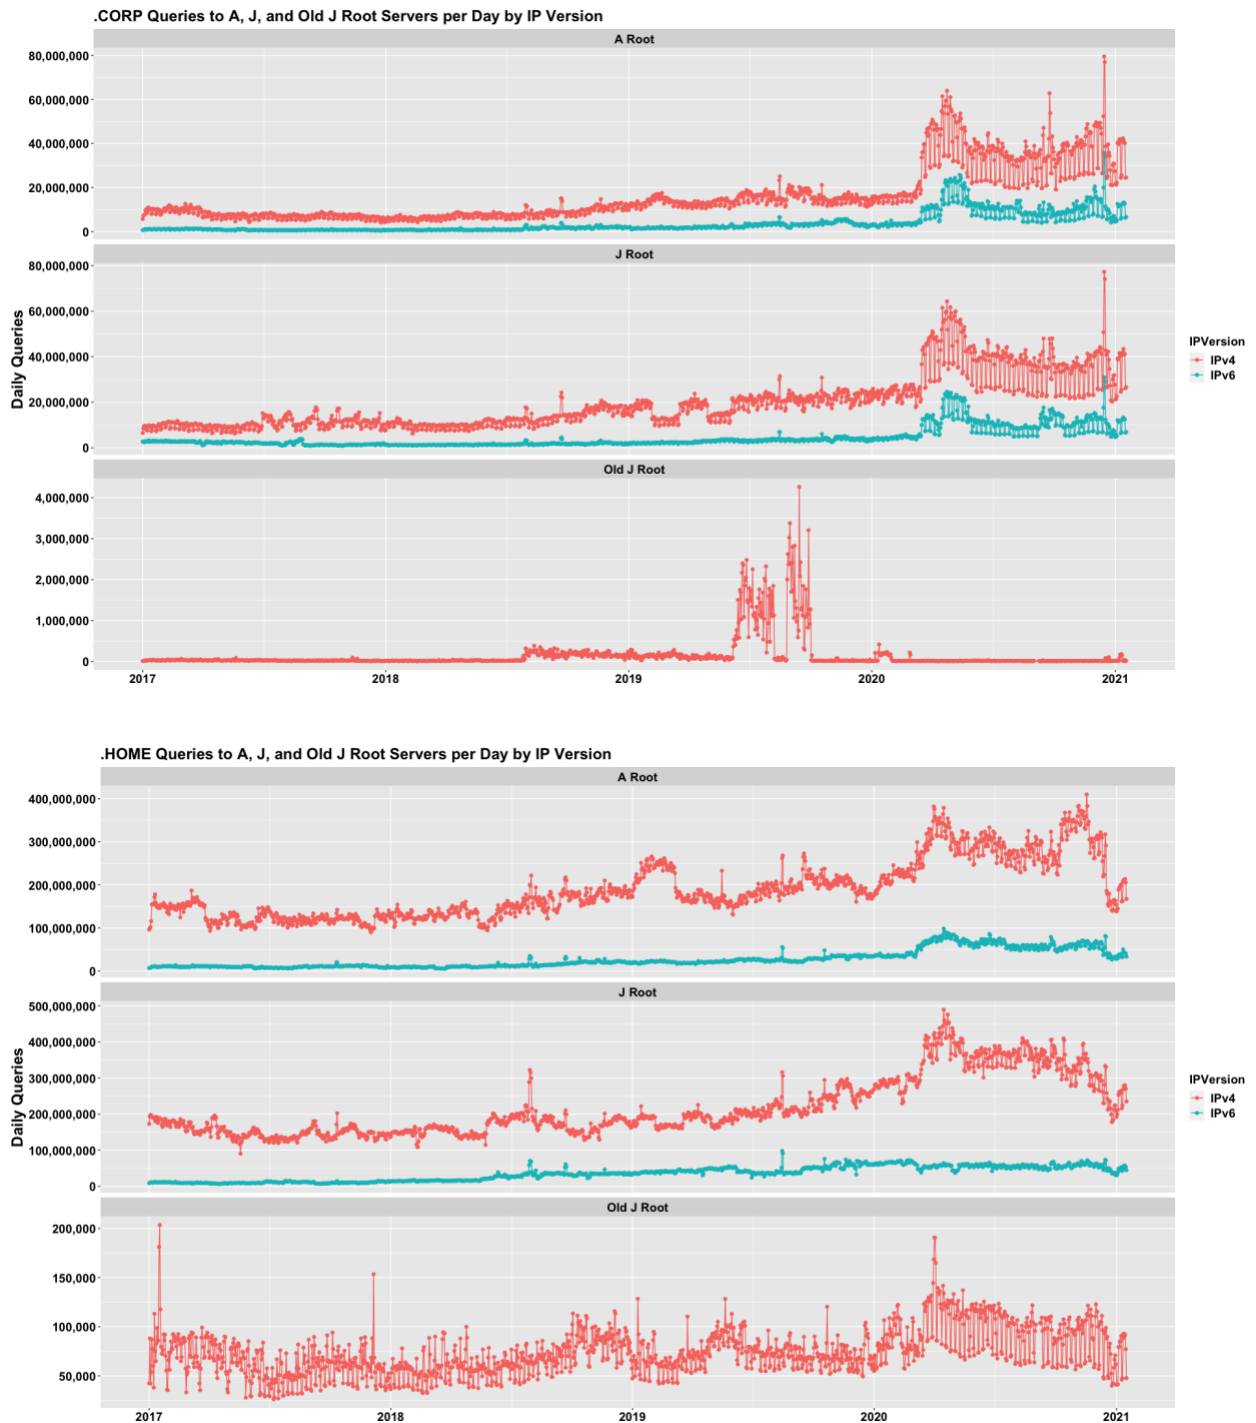 .CORP Queries to A, J, and Old J Root Servers per Day by IP Version
A Root
80,000,000
60,000,000
40,000,000
20,000,000
0
J Root
80,000,000
60,000,000
40,000,000
20,000,000
0
Daily Queries
IPVersion
IPv4
IPv6
Old J Root
4,000,000
3,000,000
2,000,000
1,000,000
0
2017 2018 2019 2020 2021
.HOME Queries to A, J, and Old J Root Servers per Day by IP Version
A Root
400,000,000
300,000,000
200,000,000
100,000,000
0
J Root
500,000,000
400,000,000
300,000,000
200,000,000
100,000,000
0
Daily Queries
IPVersion
IPv4
IPv6
Old J Root
200,000
150,000
100,000
50,000
2017 2018 2019 2020 2021